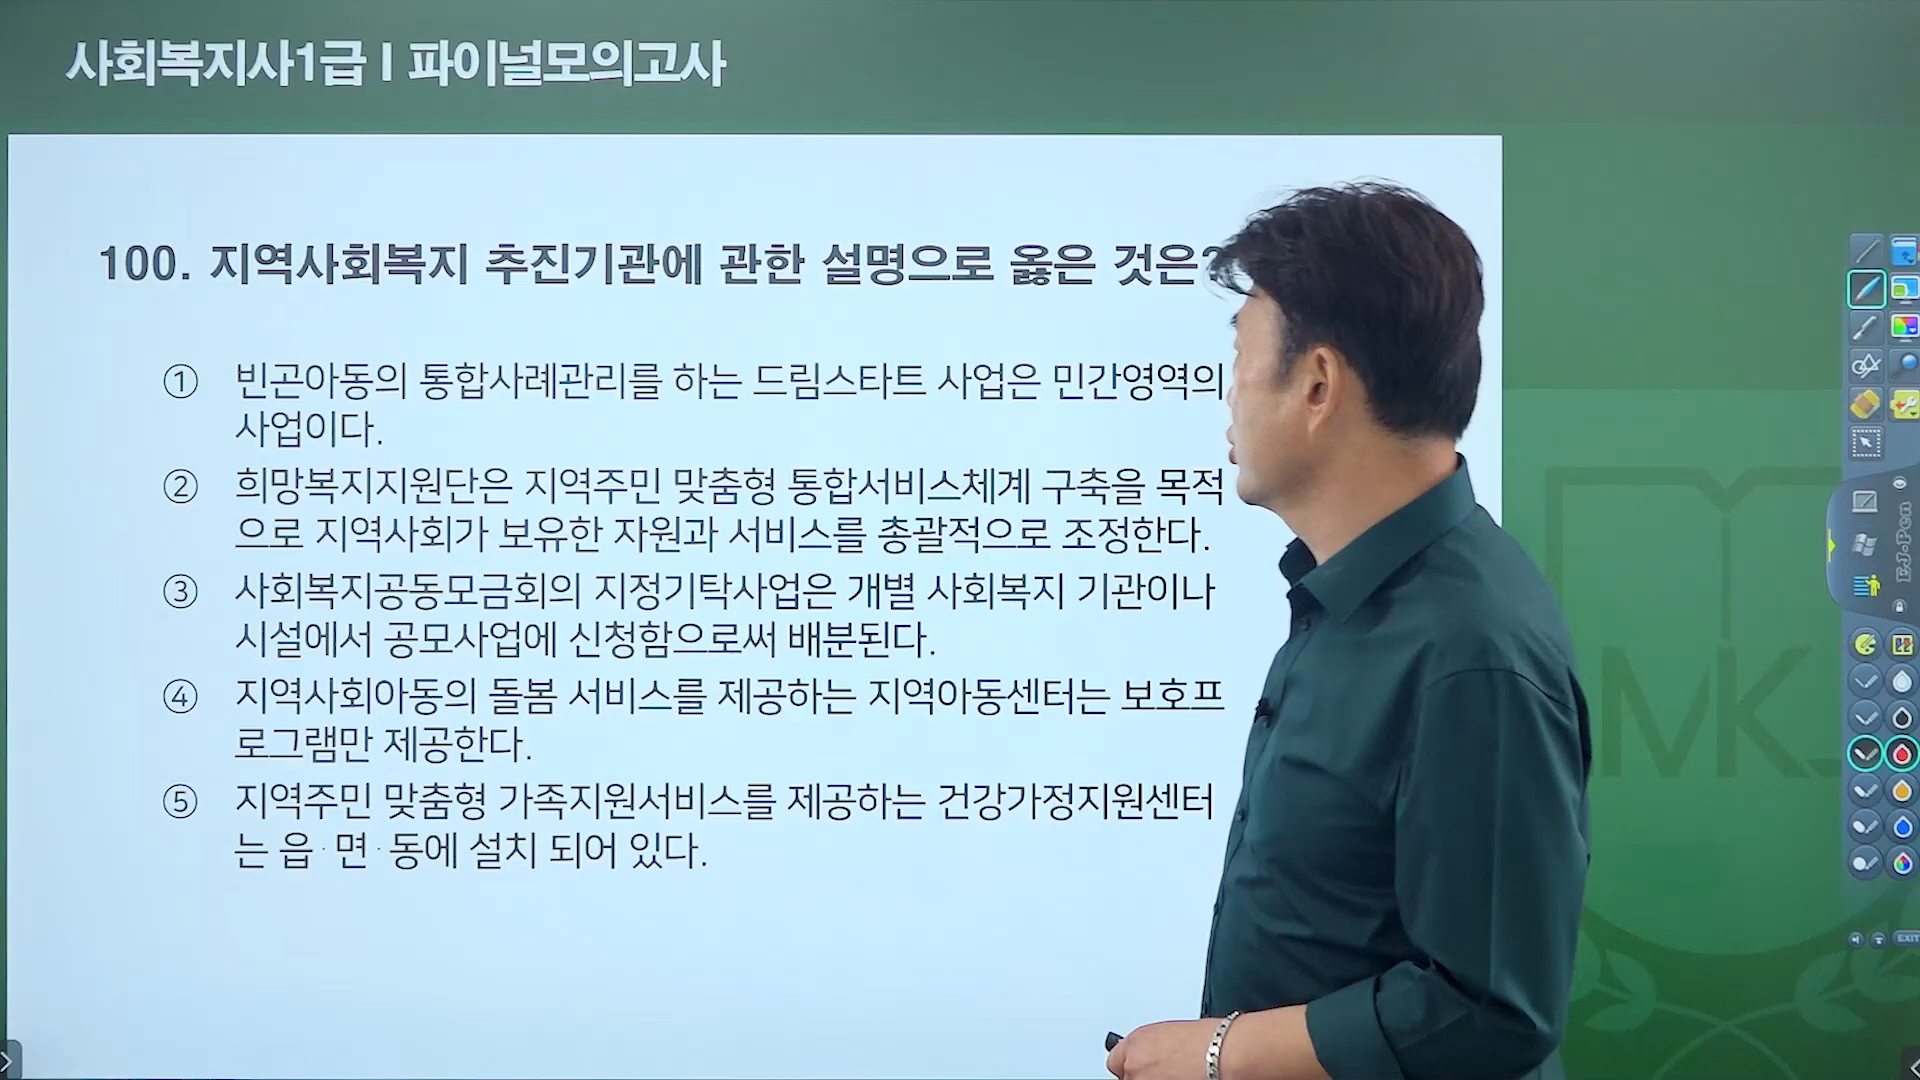 사회복지사1급 | 파이널모의고사
100. 지역사회복지 추진기관에 관한 설명으로 옳은 것은?
① 빈곤아동의 통합사례관리를 하는 드림스타트 사업은 민간영역의
사업이다.
② 희망복지지원단은 지역주민 맞춤형 통합서비스체계 구축을 목적
으로 지역사회가 보유한 자원과 서비스를 총괄적으로 조정한다.
③ 사회복지공동모금회의 지정기탁사업은 개별 사회복지 기관이나
시설에서 공모사업에 신청함으로써 배분된다.
④ 지역사회아동의 돌봄 서비스를 제공하는 지역아동센터는 보호프
로그램만 제공한다.
⑤ 지역주민 맞춤형 가족지원서비스를 제공하는 건강가정지원센터
는 읍·면·동에 설치 되어 있다.
E.J-Pen
EXIT
MK